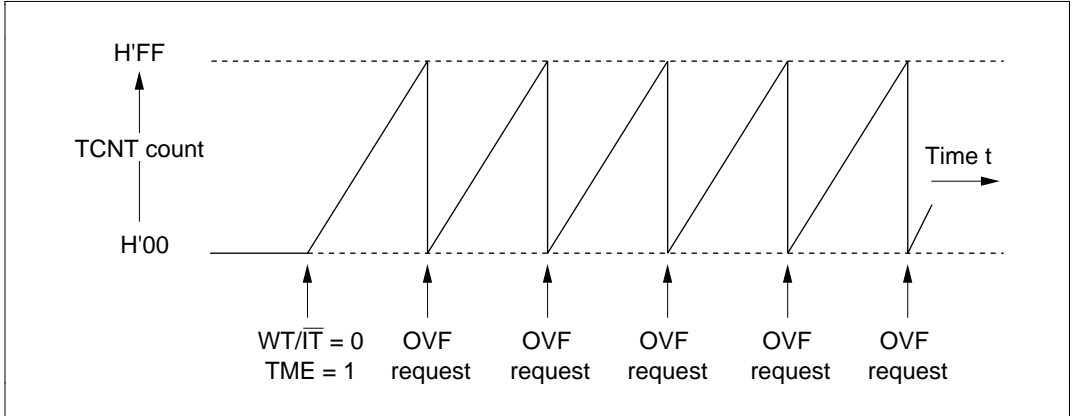 H'FF
TCNT count
Time t
H'00
WT/I̅T̅ = 0
TME = 1
OVF
request
OVF
request
OVF
request
OVF
request
OVF
request